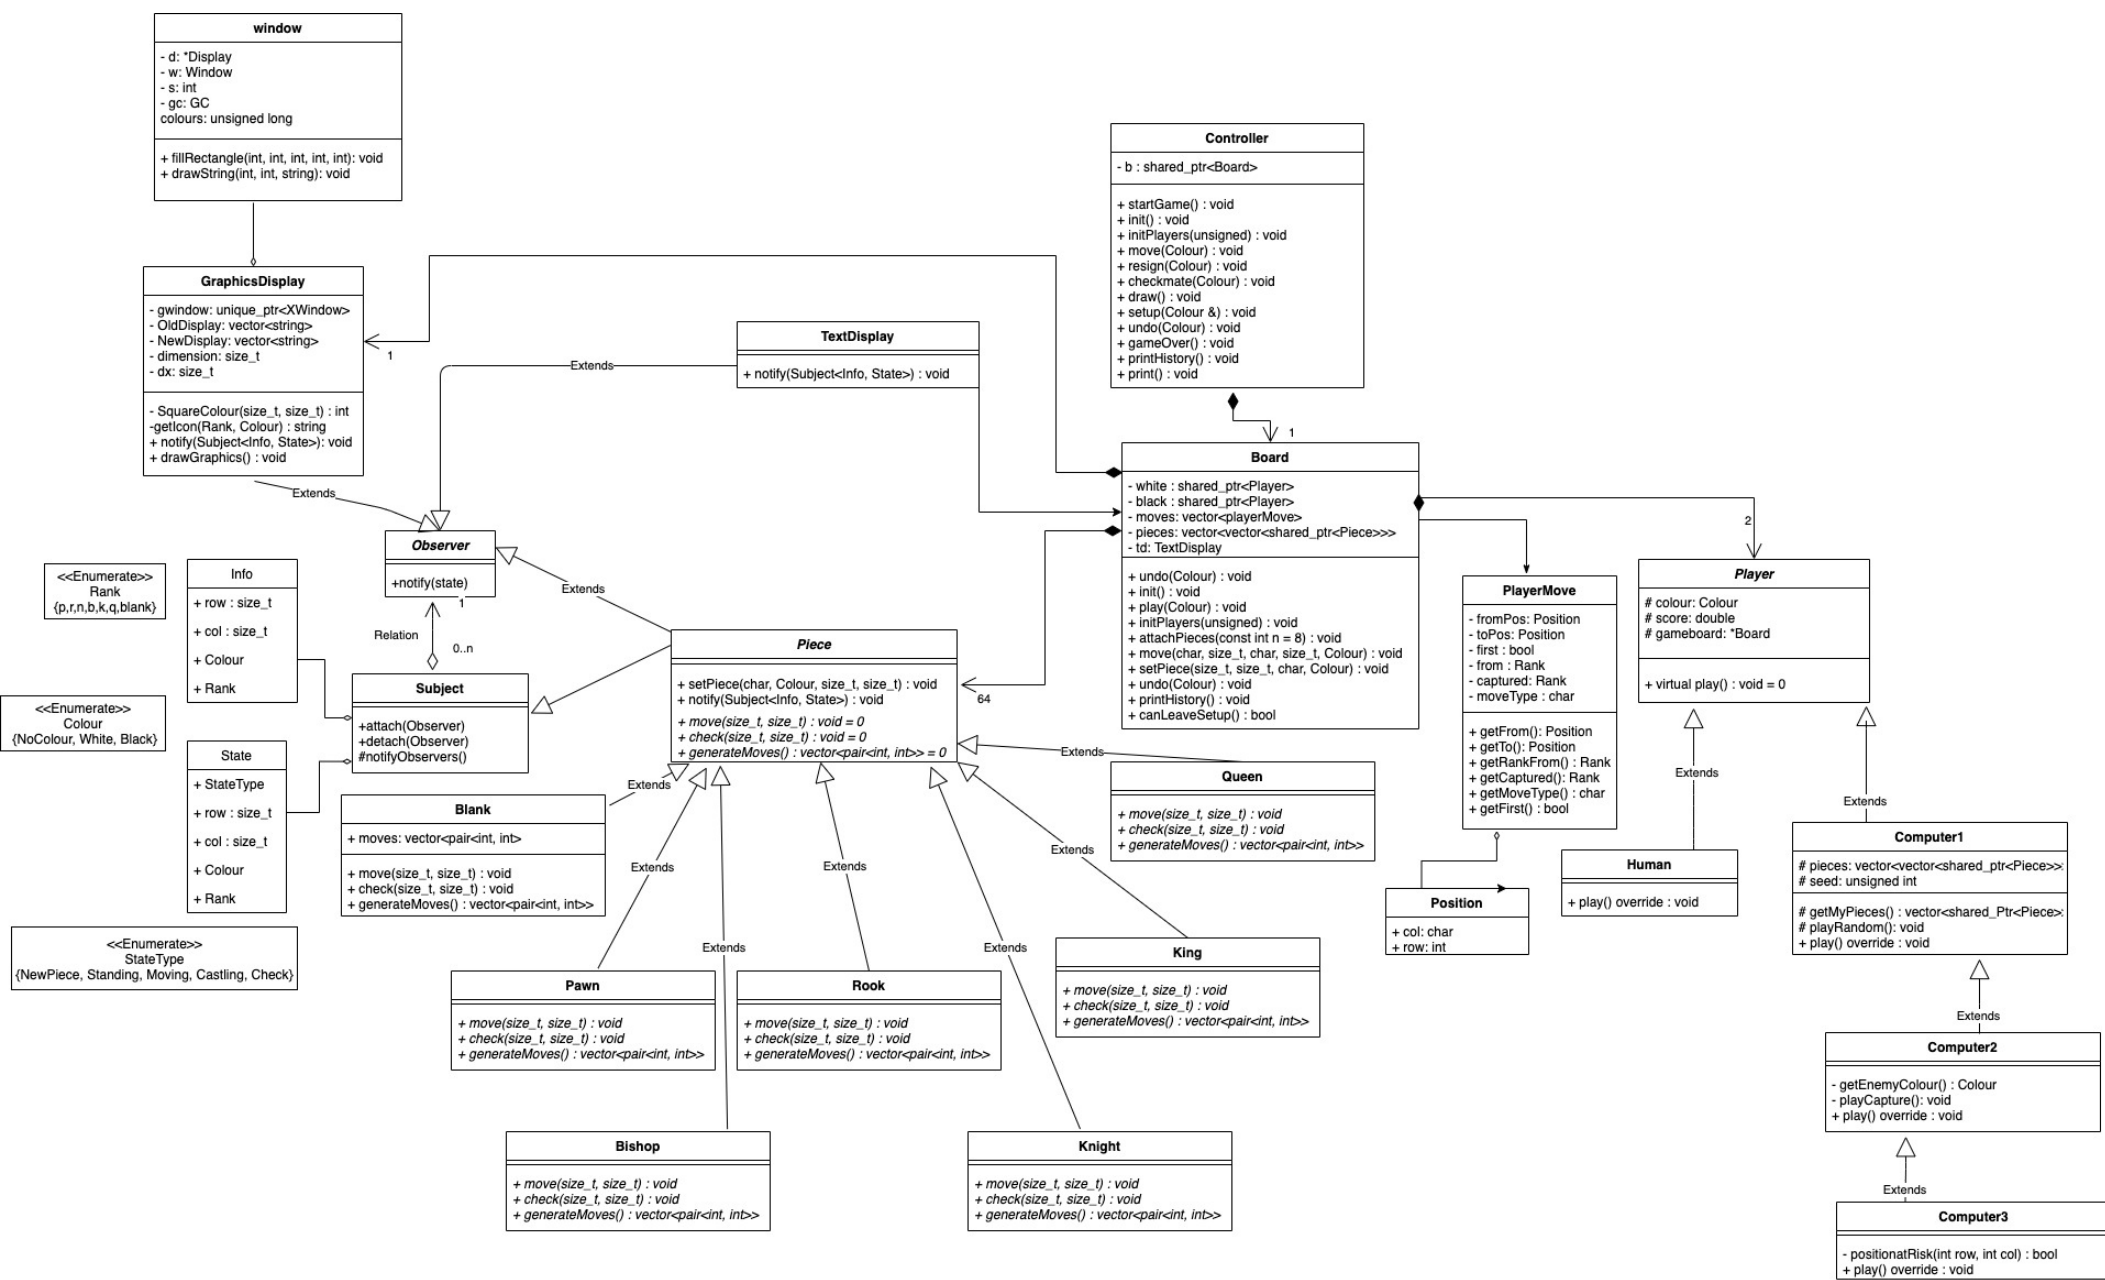 window
- d: *Display
- w: Window
- s: int
- gc: GC
colours: unsigned long
+ fillRectangle(int, int, int, int, int): void
+ drawString(int, int, string): void
GraphicsDisplay
- gwindow: unique_ptr<XWindow>
- OldDisplay: vector<string>
- NewDisplay: vector<string>
- dimension: size_t
- dx: size_t
- SquareColour(size_t, size_t) : int
-getIcon(Rank, Colour) : string
+ notify(Subject<Info, State>): void
+ drawGraphics() : void
1
Extends
TextDisplay
+ notify(Subject<Info, State>) : void
Extends
Controller
- b : shared_ptr<Board>
+ startGame() : void
+ init() : void
+ initPlayers(unsigned) : void
+ move(Colour) : void
+ resign(Colour) : void
+ checkmate(Colour) : void
+ draw() : void
+ setup(Colour &) : void
+ undo(Colour) : void
+ gameOver() : void
+ printHistory() : void
+ print() : void
1
Board
- white : shared_ptr<Player>
- black : shared_ptr<Player>
- moves: vector<playerMove>
- pieces: vector<vector<shared_ptr<Piece>>>
- td: TextDisplay
+ undo(Colour) : void
+ init() : void
+ play(Colour) : void
+ initPlayers(unsigned) : void
+ attachPieces(const int n = 8) : void
+ move(char, size_t, char, size_t, Colour) : void
+ setPiece(size_t, size_t, char, Colour) : void
+ undo(Colour) : void
+ printHistory() : void
+ canLeaveSetup() : bool
2
64
Observer
+notify(state)
1
Relation
0..n
Extends
<<Enumerate>>
Rank
{p,r,n,b,k,q,blank}
Info
+ row : size_t
+ col : size_t
+ Colour
+ Rank
<<Enumerate>>
Colour
{NoColour, White, Black}
Subject
+attach(Observer)
+detach(Observer)
#notifyObservers()
State
+ StateType
+ row : size_t
+ col : size_t
+ Colour
+ Rank
<<Enumerate>>
StateType
{NewPiece, Standing, Moving, Castling, Check}
Piece
+ setPiece(char, Colour, size_t, size_t) : void
+ notify(Subject<Info, State>) : void
+ move(size_t, size_t) : void = 0
+ check(size_t, size_t) : void = 0
+ generateMoves() : vector<pair<int, int>> = 0
Extends
Blank
+ moves: vector<pair<int, int>
+ move(size_t, size_t) : void
+ check(size_t, size_t) : void
+ generateMoves() : vector<pair<int, int>>
Extends
Pawn
+ move(size_t, size_t) : void
+ check(size_t, size_t) : void
+ generateMoves() : vector<pair<int, int>>
Extends
Bishop
+ move(size_t, size_t) : void
+ check(size_t, size_t) : void
+ generateMoves() : vector<pair<int, int>>
Extends
Rook
+ move(size_t, size_t) : void
+ check(size_t, size_t) : void
+ generateMoves() : vector<pair<int, int>>
Extends
Knight
+ move(size_t, size_t) : void
+ check(size_t, size_t) : void
+ generateMoves() : vector<pair<int, int>>
Extends
King
+ move(size_t, size_t) : void
+ check(size_t, size_t) : void
+ generateMoves() : vector<pair<int, int>>
Extends
Queen
+ move(size_t, size_t) : void
+ check(size_t, size_t) : void
+ generateMoves() : vector<pair<int, int>>
PlayerMove
- fromPos: Position
- toPos: Position
- first : bool
- from : Rank
- captured: Rank
- moveType : char
+ getFrom(): Position
+ getTo(): Position
+ getRankFrom() : Rank
+ getCaptured(): Rank
+ getMoveType() : char
+ getFirst() : bool
Position
+ col: char
+ row: int
Player
# colour: Colour
# score: double
# gameboard: *Board
+ virtual play() : void = 0
Extends
Human
+ play() override : void
Extends
Computer1
# pieces: vector<vector<shared_ptr<Piece>>
# seed: unsigned int
# getMyPieces() : vector<shared_Ptr<Piece>
# playRandom(): void
+ play() override : void
Extends
Computer2
- getEnemyColour() : Colour
- playCapture(): void
+ play() override : void
Extends
Computer3
- positionatRisk(int row, int col) : bool
+ play() override : void